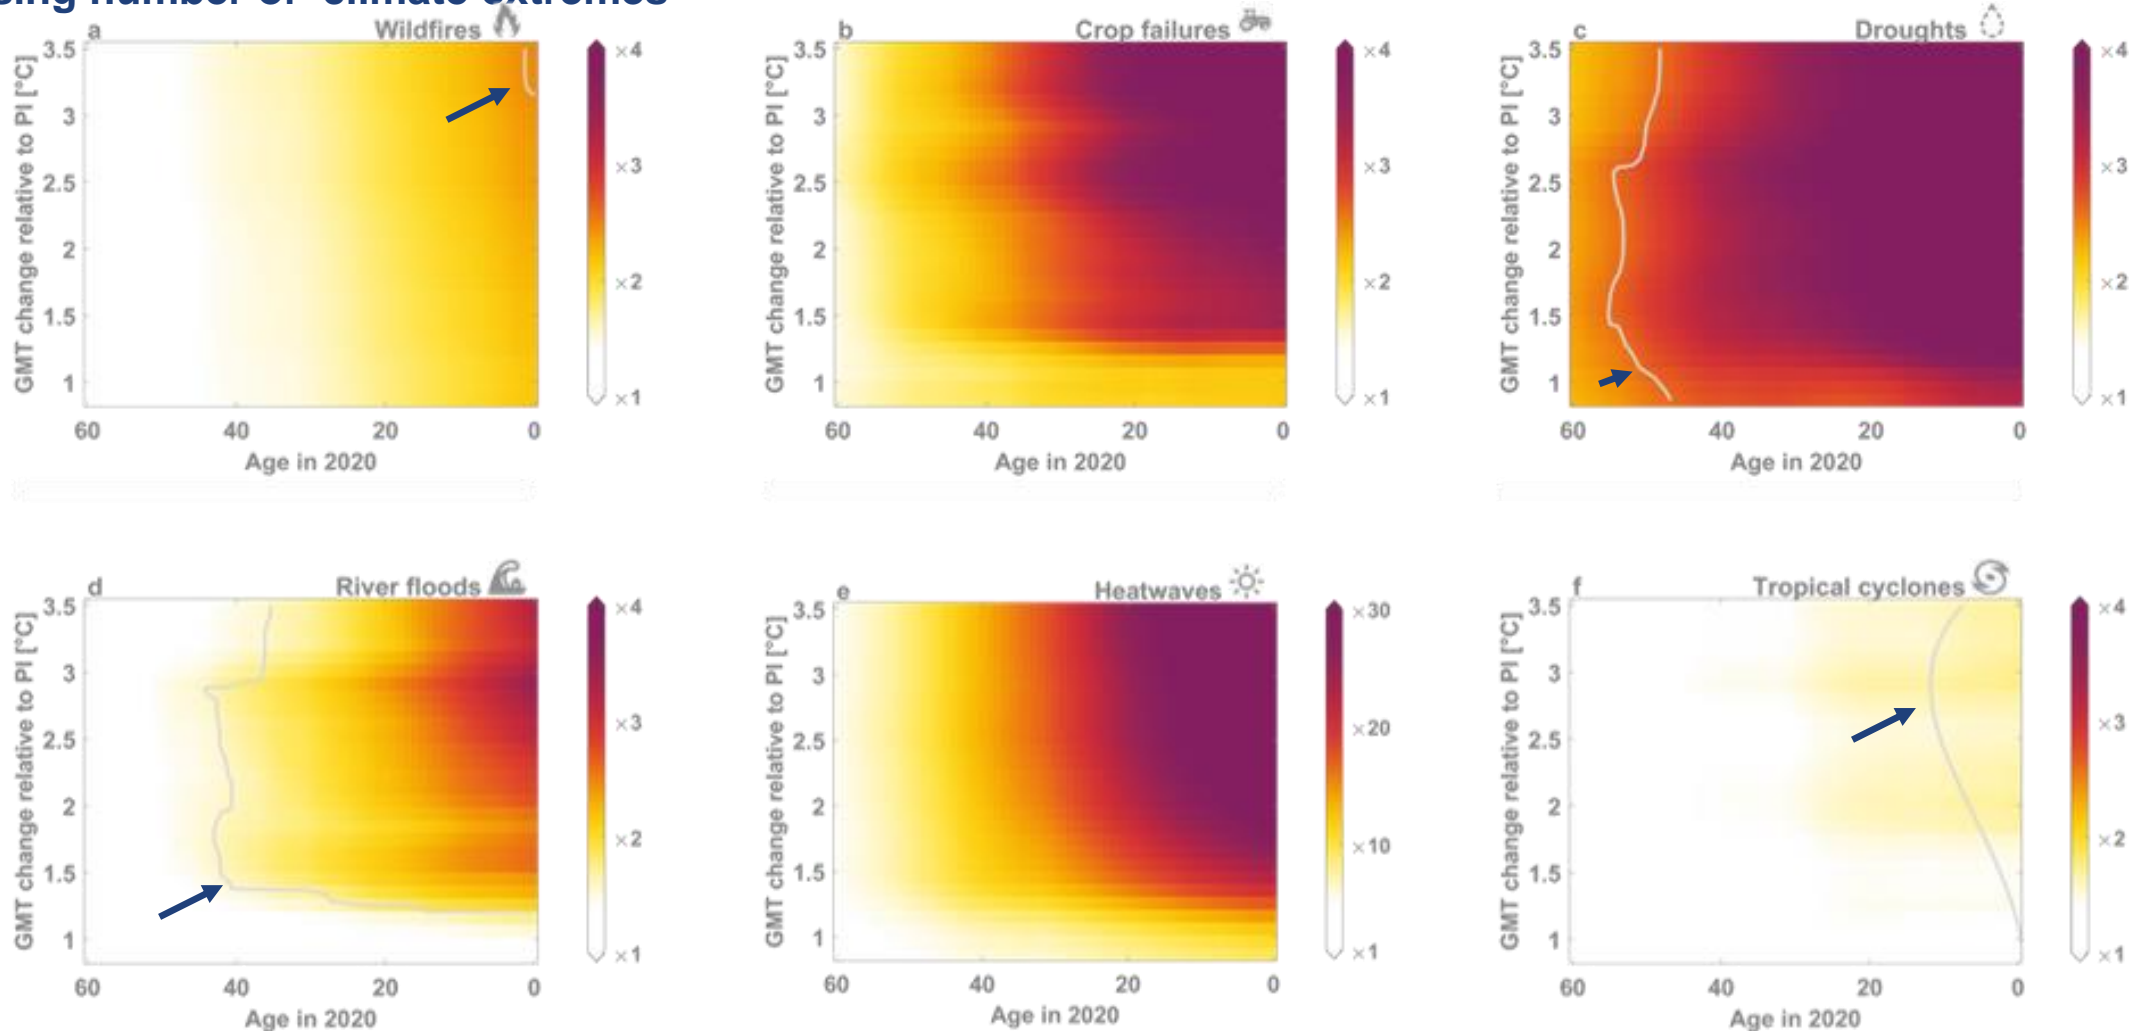 sing number of climate extremes
a Wildfires
3.5
3
2.5
2
1.5
1
60 40 20 0
Age in 2020
GMT change relative to PI [°C]
×4
×3
×2
×1
b Crop failures
3.5
3
2.5
2
1.5
1
60 40 20 0
Age in 2020
GMT change relative to PI [°C]
×4
×3
×2
×1
c Droughts
3.5
3
2.5
2
1.5
1
60 40 20 0
Age in 2020
GMT change relative to PI [°C]
×4
×3
×2
×1
d River floods
3.5
3
2.5
2
1.5
1
60 40 20 0
Age in 2020
GMT change relative to PI [°C]
×4
×3
×2
×1
e Heatwaves
3.5
3
2.5
2
1.5
1
60 40 20 0
Age in 2020
GMT change relative to PI [°C]
×30
×20
×10
×1
f Tropical cyclones
3.5
3
2.5
2
1.5
1
60 40 20 0
Age in 2020
GMT change relative to PI [°C]
×4
×3
×2
×1